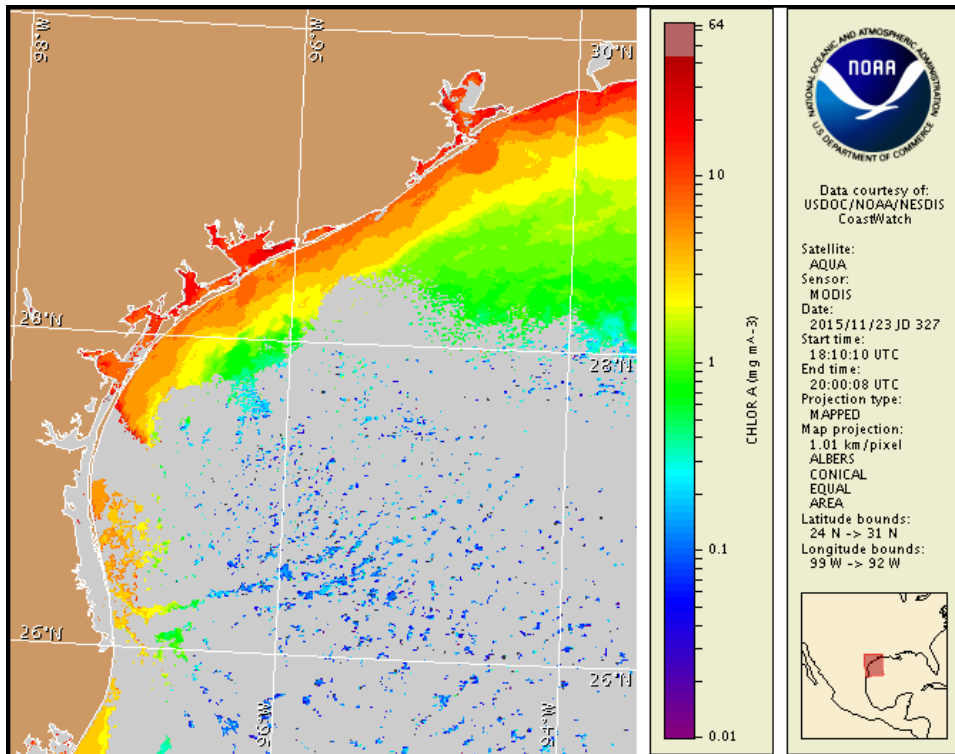 98°W
96°W
30°N
28°N
28°N
26°N
26°N
96°W
94°W
64
10
1
0.1
0.01
CHLOR A (mg m^-3)
NATIONAL OCEANIC AND ATMOSPHERIC ADMINISTRATION
NOAA
U.S. DEPARTMENT OF COMMERCE
Data courtesy of:
USDOC/NOAA/NESDIS
CoastWatch
Satellite:
AQUA
Sensor:
MODIS
Date:
2015/11/23 JD 327
Start time:
18:10:10 UTC
End time:
20:00:08 UTC
Projection type:
MAPPED
Map projection:
1.01 km/pixel
ALBERS
CONICAL
EQUAL
AREA
Latitude bounds:
24 N -> 31 N
Longitude bounds:
99 W -> 92 W